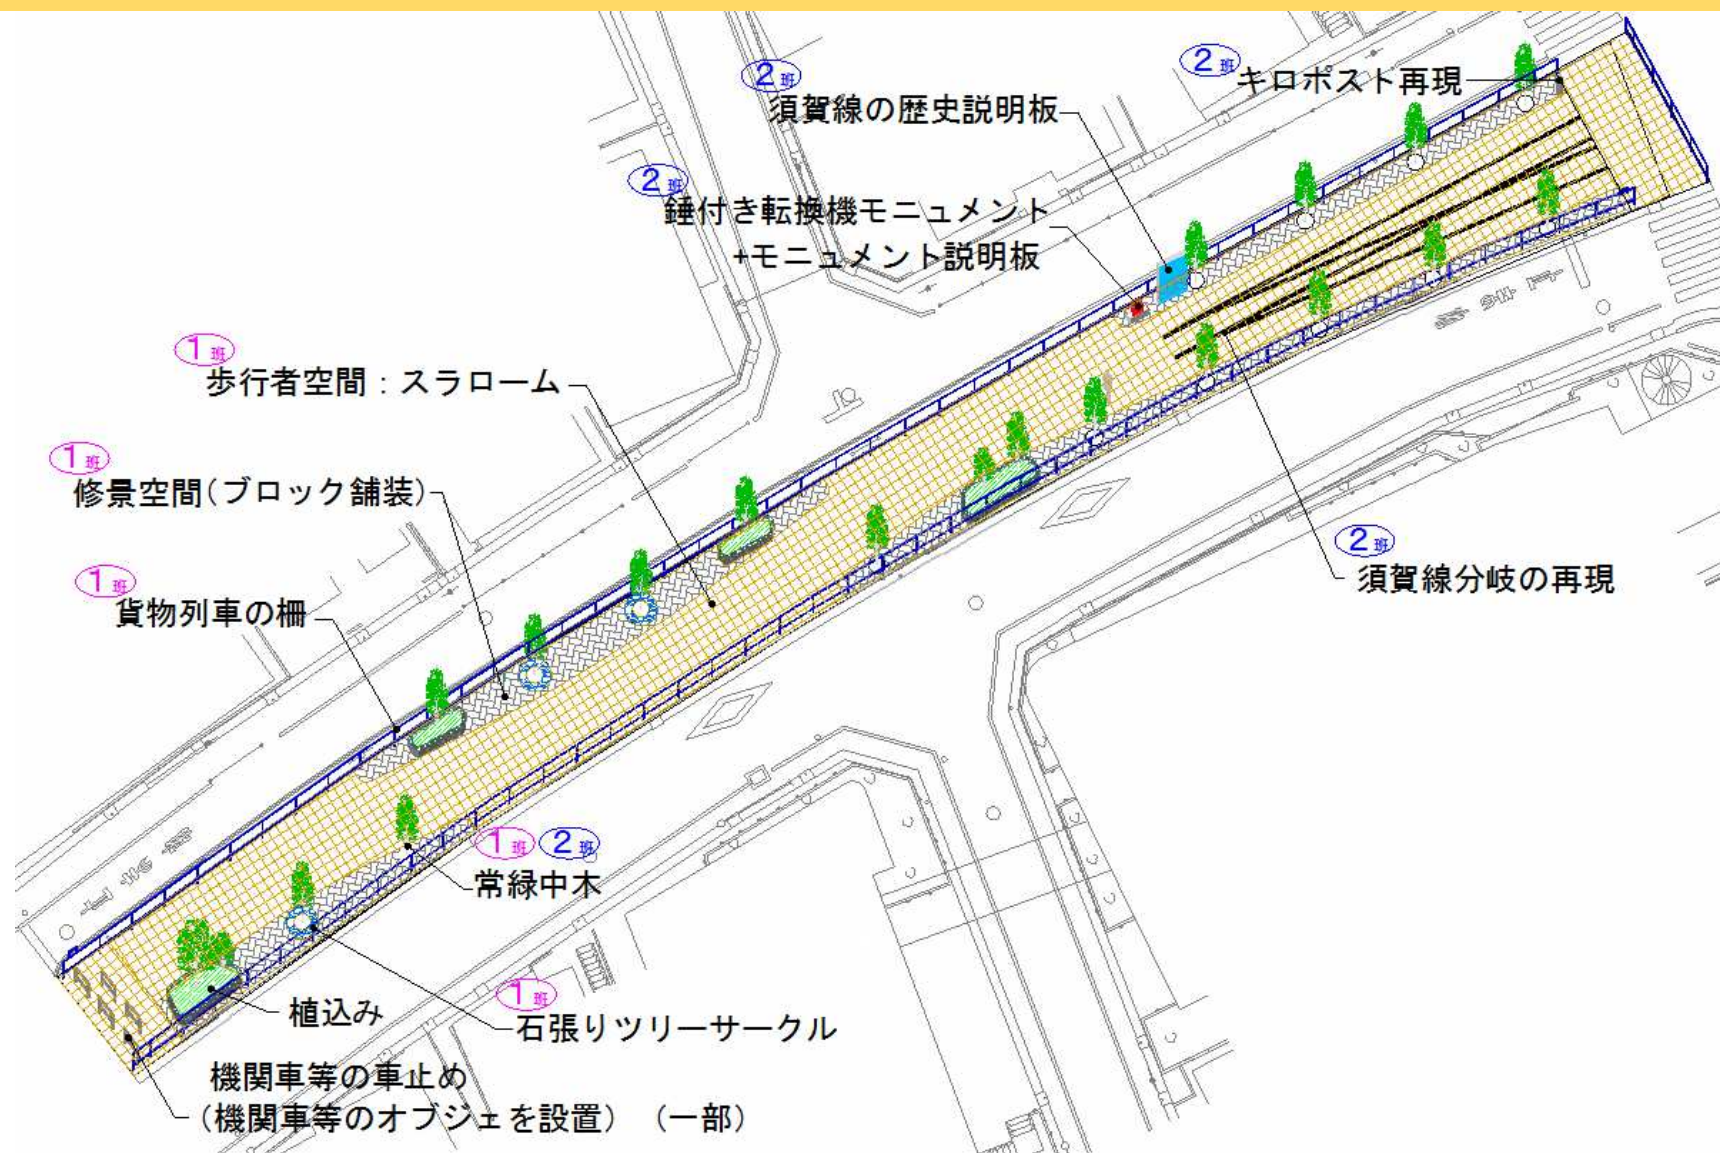 2班
キロポスト再現
2班
須賀線の歴史説明板
2班
錘付き転換機モニュメント
+モニュメント説明板
1班
歩行者空間：スラローム
1班
修景空間(ブロック舗装)
2班
須賀線分岐の再現
1班
貨物列車の柵
1班 2班
常緑中木
1班
石張りツリーサークル
植込み
機関車等の車止め
（機関車等のオブジェを設置）（一部）